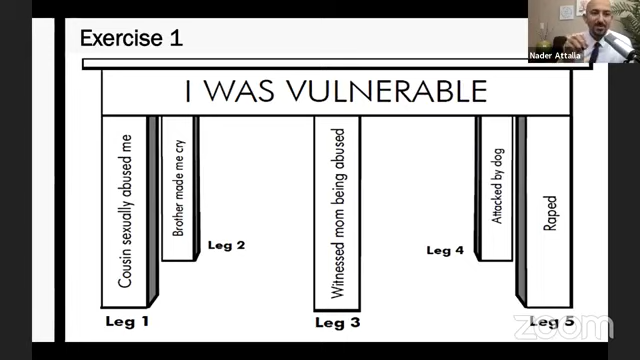 Exercise 1
Nader Attalla
I WAS VULNERABLE
Cousin sexually abused me
Brother made me cry
Witnessed mom being abused
Attacked by dog
Raped
Leg 2
Leg 4
Leg 1
Leg 3
Leg 5
zoom